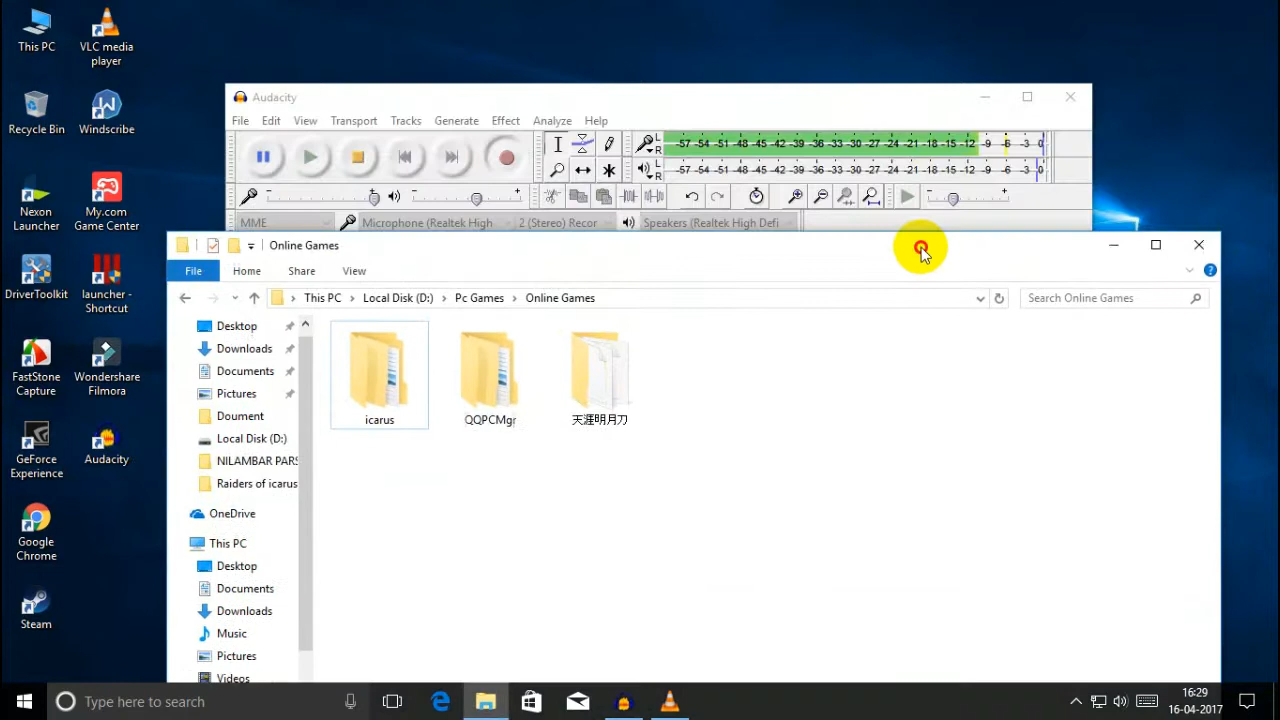 This PC
VLC media
player
Recycle Bin
Windscribe
Nexon
Launcher
My.com
Game Center
DriverToolkit
launcher -
Shortcut
FastStone
Capture
Wondershare
Filmora
GeForce
Experience
Audacity
Google
Chrome
Steam
Audacity
File Edit View Transport Tracks Generate Effect Analyze Help
L
R
-57 -54 -51 -48 -45 -42 -39 -36 -33 -30 -27 -24 -21 -18 -15 -12 -9 -6 -3 0
L
R
-57 -54 -51 -48 -45 -42 -39 -36 -33 -30 -27 -24 -21 -18 -15 -12 -9 -6 -3 0
MME Microphone (Realtek High 2 (Stereo) Recor Speakers (Realtek High Defi
Online Games
File Home Share View
This PC > Local Disk (D:) > Pc Games > Online Games
Search Online Games
Desktop
Downloads
Documents
Pictures
Doument
Local Disk (D:)
NILAMBAR PARS
Raiders of icarus
OneDrive
This PC
Desktop
Documents
Downloads
Music
Pictures
Videos
icarus
QQPCMgr
天涯明月刀
Type here to search
16:29
16-04-2017